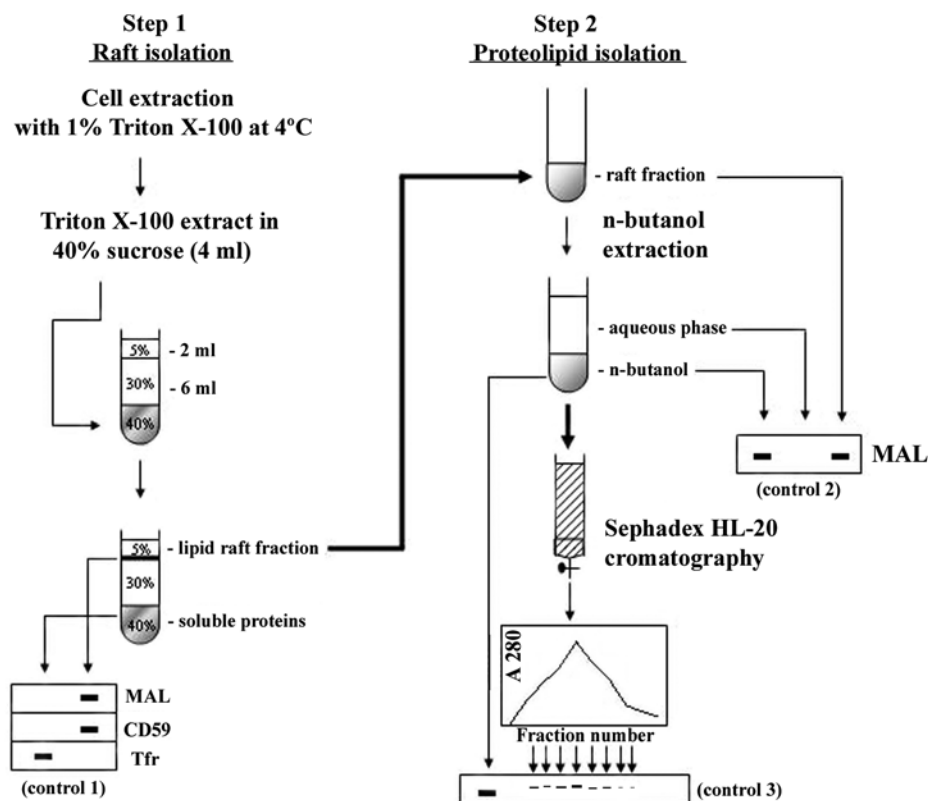 Step 1
Raft isolation
Cell extraction
with 1% Triton X-100 at 4ºC
Triton X-100 extract in
40% sucrose (4 ml)
5%
- 2 ml
30%
- 6 ml
40%
5%
- lipid raft fraction
30%
40%
- soluble proteins
MAL
CD59
Tfr
(control 1)
Step 2
Proteolipid isolation
- raft fraction
n-butanol
extraction
- aqueous phase
- n-butanol
MAL
(control 2)
Sephadex HL-20
cromatography
A 280
Fraction number
(control 3)